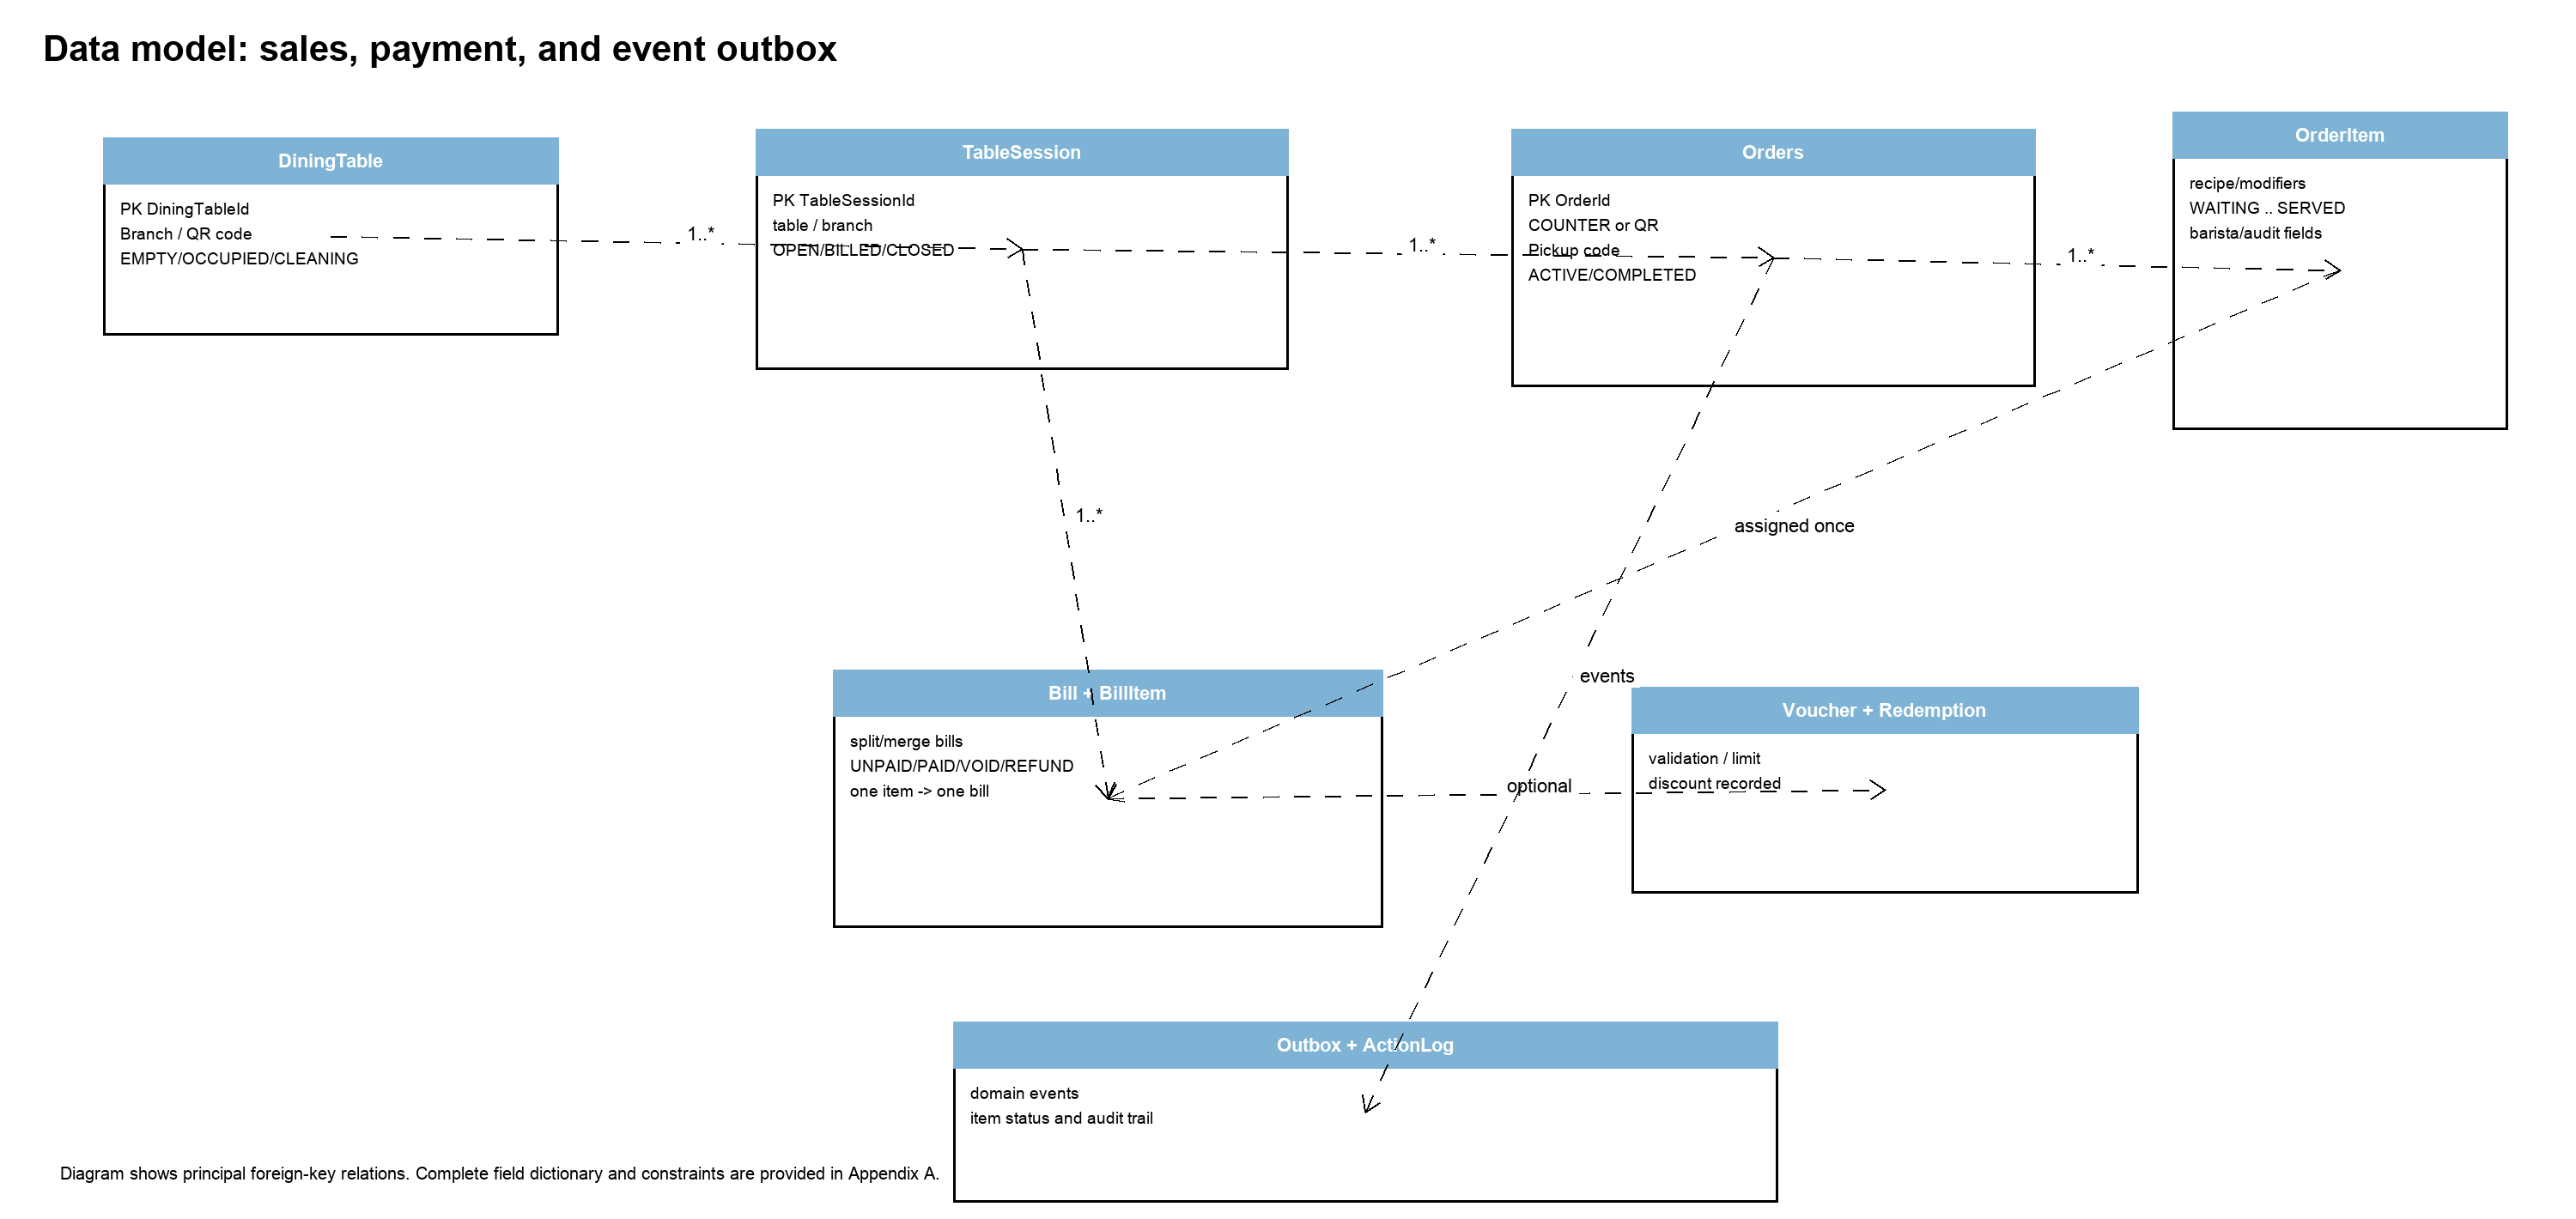 Data model: sales, payment, and event outbox
DiningTable
PK DiningTableId
Branch / QR code
EMPTY/OCCUPIED/CLEANING
1..*
TableSession
PK TableSessionId
table / branch
OPEN/BILLED/CLOSED
1..*
Orders
PK OrderId
COUNTER or QR
Pickup code
ACTIVE/COMPLETED
1..*
OrderItem
recipe/modifiers
WAITING .. SERVED
barista/audit fields
1..*
assigned once
events
Bill + BillItem
split/merge bills
UNPAID/PAID/VOID/REFUND
one item -> one bill
optional
Voucher + Redemption
validation / limit
discount recorded
Outbox + ActionLog
domain events
item status and audit trail
Diagram shows principal foreign-key relations. Complete field dictionary and constraints are provided in Appendix A.